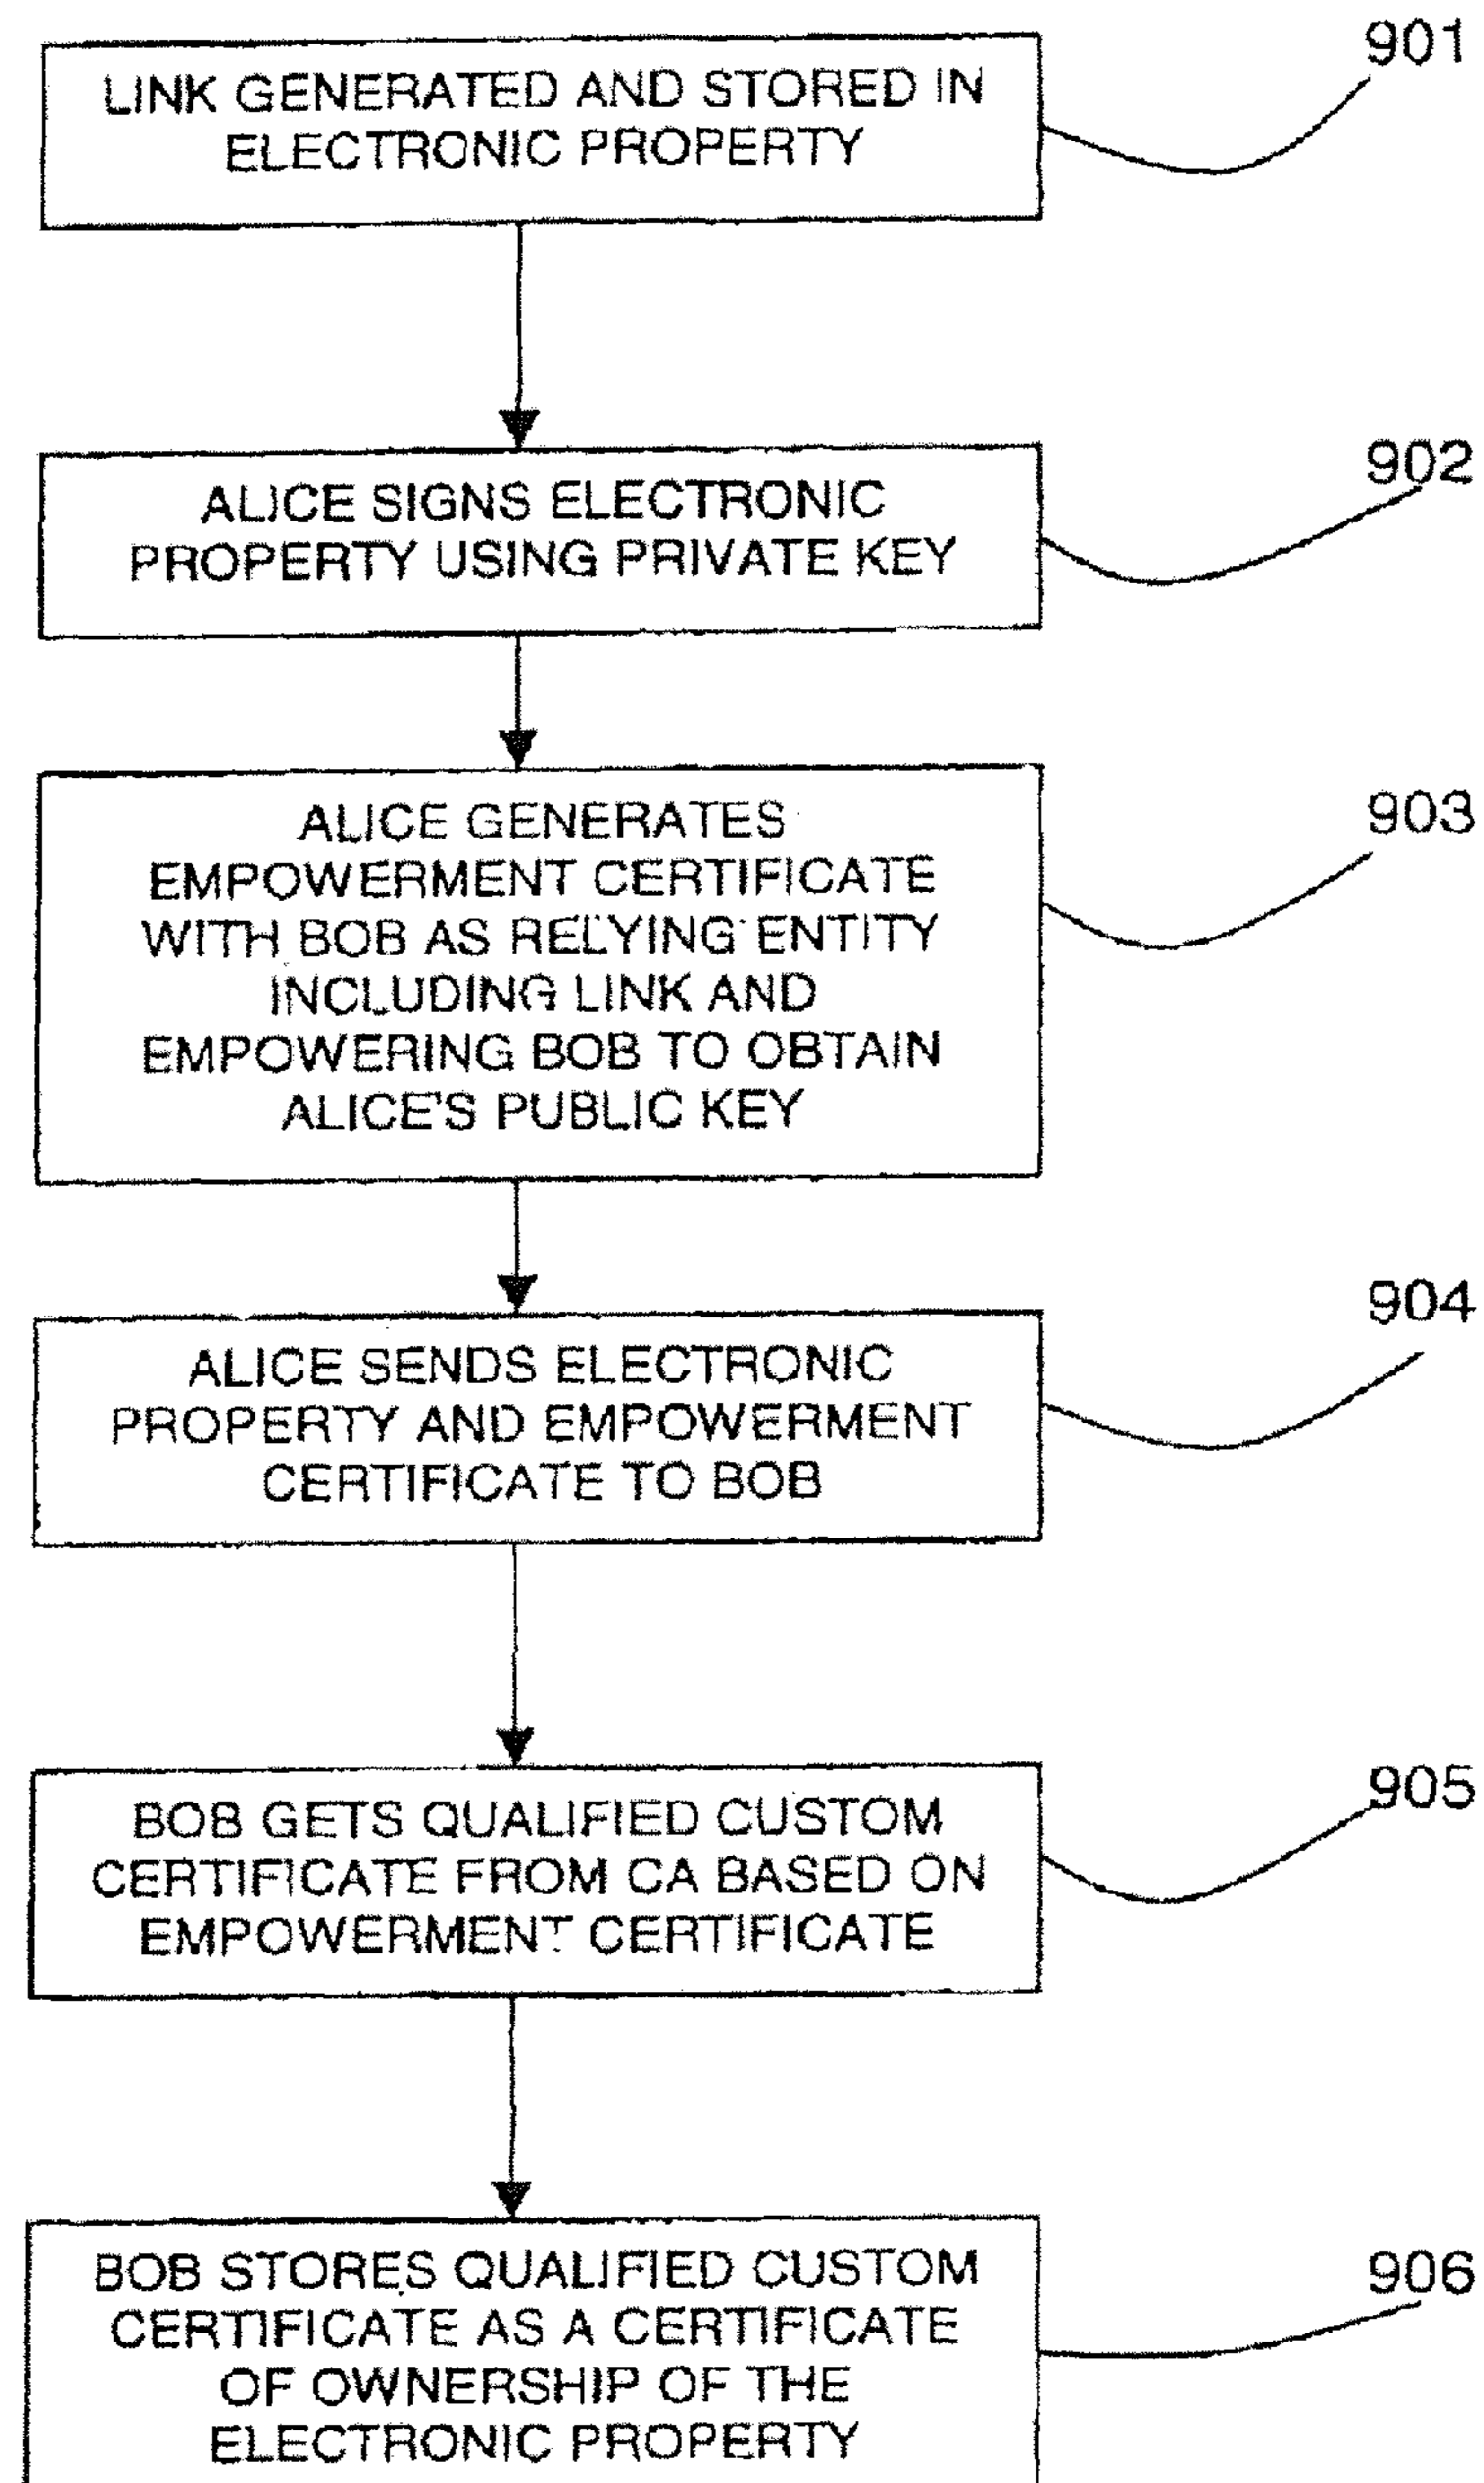 LINK GENERATED AND STORED IN
ELECTRONIC PROPERTY
901
ALICE SIGNS ELECTRONIC
PROPERTY USING PRIVATE KEY
902
ALICE GENERATES
EMPOWERMENT CERTIFICATE
WITH BOB AS RELYING ENTITY
INCLUDING LINK AND
EMPOWERING BOB TO OBTAIN
ALICE'S PUBLIC KEY
903
ALICE SENDS ELECTRONIC
PROPERTY AND EMPOWERMENT
CERTIFICATE TO BOB
904
BOB GETS QUALIFIED CUSTOM
CERTIFICATE FROM CA BASED ON
EMPOWERMENT CERTIFICATE
905
BOB STORES QUALIFIED CUSTOM
CERTIFICATE AS A CERTIFICATE
OF OWNERSHIP OF THE
ELECTRONIC PROPERTY
906